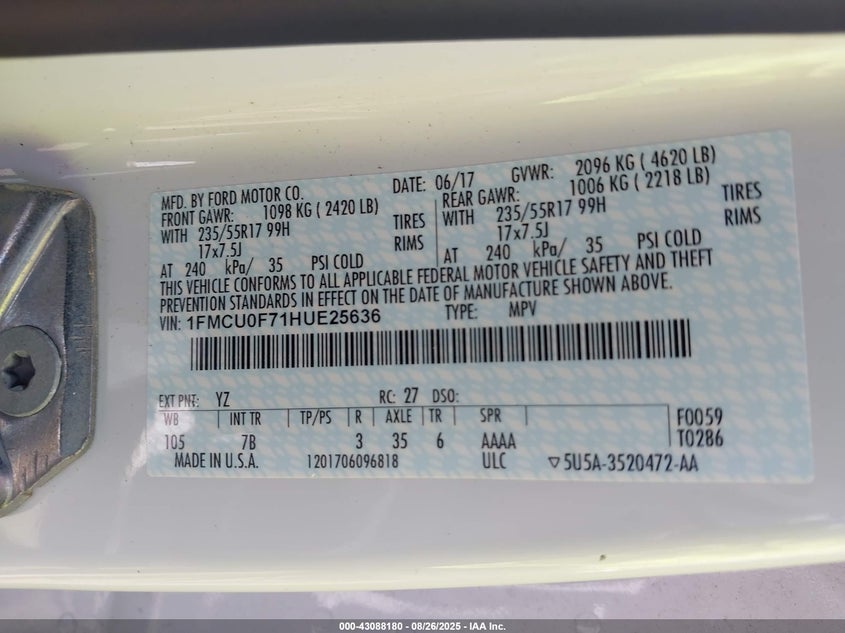 MFD. BY FORD MOTOR CO. DATE: 06/17 GVWR: 2096 KG ( 4620 LB)
FRONT GAWR: 1098 KG ( 2420 LB) REAR GAWR: 1006 KG ( 2218 LB)
WITH 235/55R17 99H TIRES WITH 235/55R17 99H TIRES
17x7.5J RIMS 17x7.5J RIMS
AT 240 kPa/ 35 PSI COLD AT 240 kPa/ 35 PSI COLD
THIS VEHICLE CONFORMS TO ALL APPLICABLE FEDERAL MOTOR VEHICLE SAFETY AND THEFT
PREVENTION STANDARDS IN EFFECT ON THE DATE OF MANUFACTURE SHOWN ABOVE.
VIN: 1FMCU0F71HUE25636 TYPE: MPV
EXT PNT: YZ RC: 27 DSO:
WB INT TR TP/PS R AXLE TR SPR F0059
105 7B 3 35 6 AAAA T0286
MADE IN U.S.A. 1201706096818 ULC ▽5U5A-3520472-AA
000-43088180 - 08/26/2025 - IAA Inc.